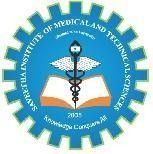 SAVEETHA INSTITUTE OF MEDICAL AND TECHNICAL SCIENCES
2005
Knowledge Conquers All